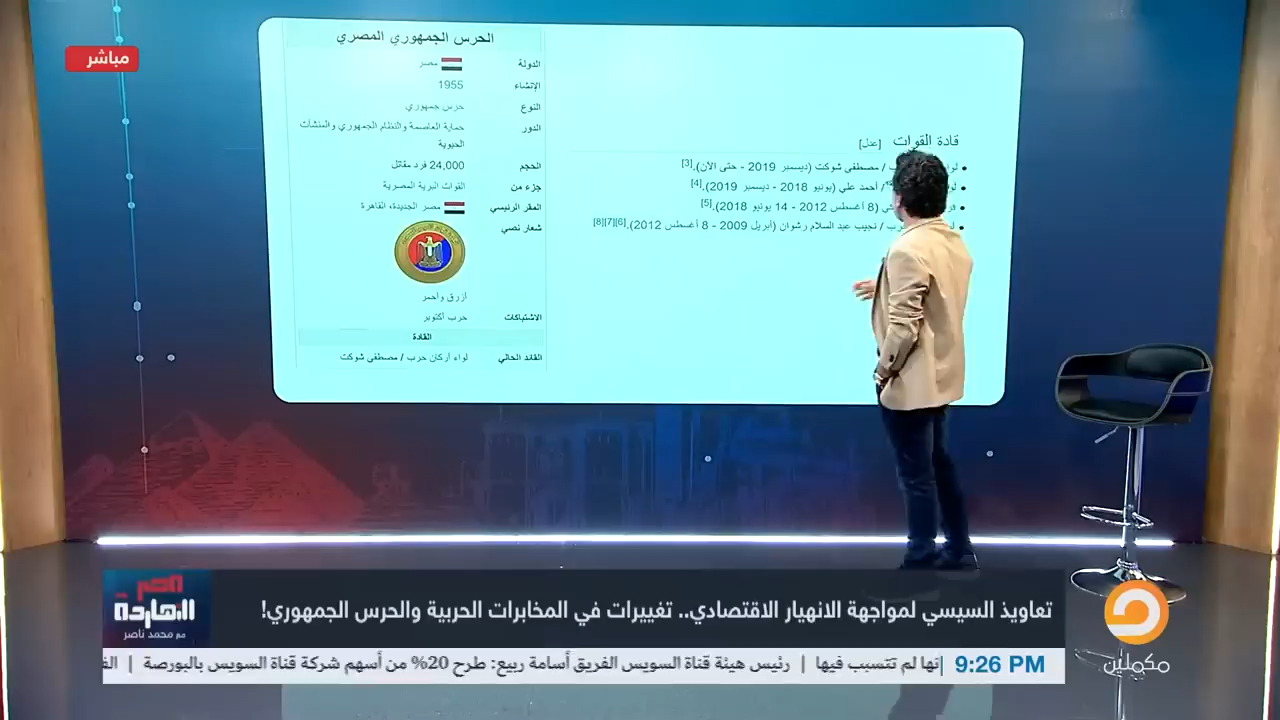 مباشر
الحرس الجمهوري المصري
الدولة مصر
الإنشاء 1955
النوع حرس جمهوري
الدور حماية العاصمة والنظام الجمهوري والمنشآت
الحيوية
الحجم 24,000 فرد مقاتل
جزء من القوات البرية المصرية
المقر الرئيسي مصر الجديدة، القاهرة
شعار نصي
أزرق وأحمر
الاشتباكات حرب أكتوبر
القادة
القائد الحالي لواء أركان حرب / مصطفى شوكت
قادة القوات [عدل]
/ مصطفى شوكت (ديسمبر 2019 - حتى الآن).[3]
/ أحمد علي (يونيو 2018 - ديسمبر 2019).[4]
(8 أغسطس 2012 - 14 يونيو 2018).[5]
/ نجيب عبد السلام رشوان (أبريل 2009 - 8 أغسطس 2012).[6][7][8]
مصر
النهاردة
مع محمد ناصر
تعاويذ السيسي لمواجهة الانهيار الاقتصادي.. تغييرات في المخابرات الحربية والحرس الجمهوري!
مكملين
9:26 PM
لم تتسبب فيها | رئيس هيئة قناة السويس الفريق أسامة ربيع: طرح 20% من أسهم شركة قناة السويس بالبورصة |